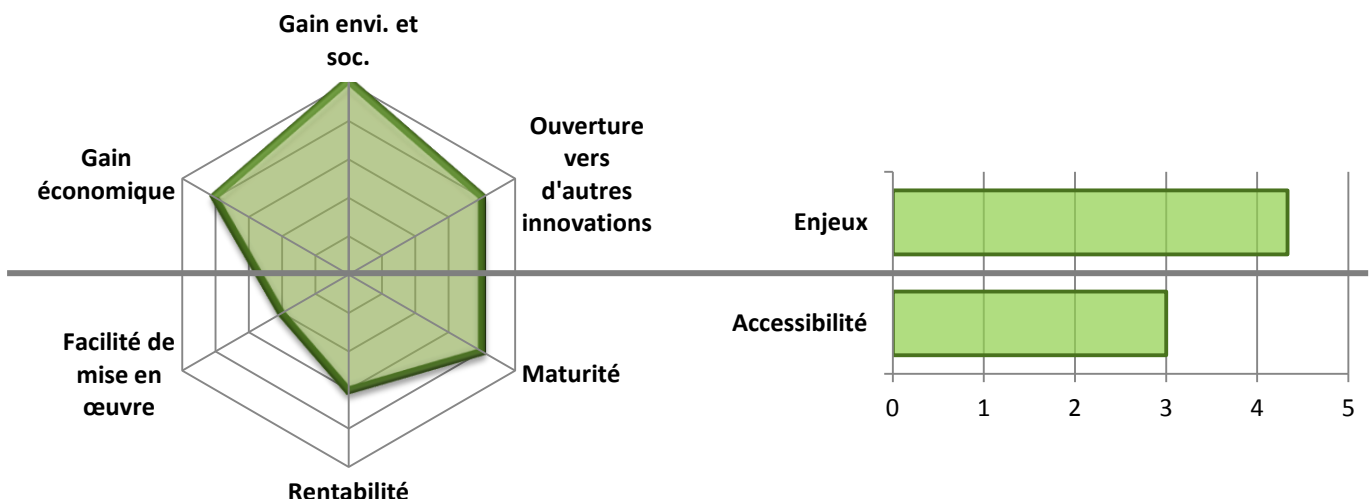 Gain envi. et
soc.
Ouverture
vers
d'autres
innovations
Gain
économique
Facilité de
mise en
œuvre
Maturité
Rentabilité
Enjeux
Accessibilité
0 1 2 3 4 5